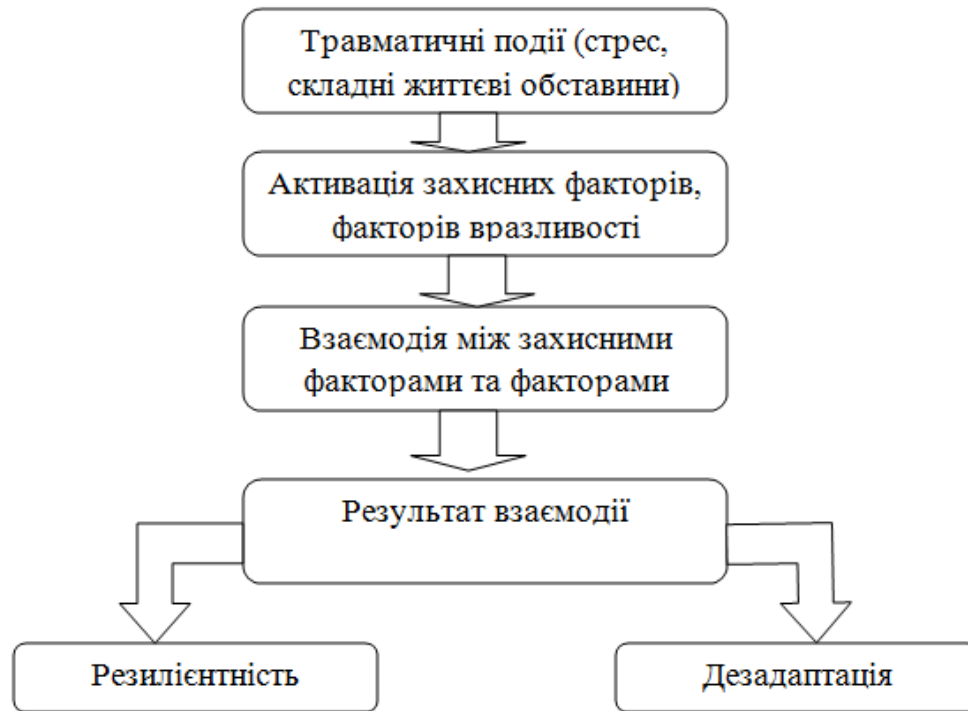 Травматичні події (стрес,
складні життєві обставини)
Активація захисних факторів,
факторів вразливості
Взаємодія між захисними
факторами та факторами
Результат взаємодії
Резилієнтність
Дезадаптація